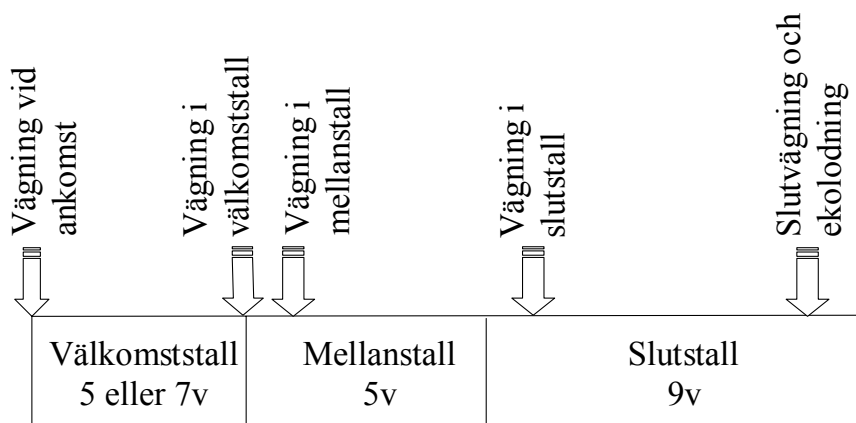 Vägning vid
ankomst
Vägning i
välkomststall
Vägning i
mellanstall
Vägning i
slutstall
Slutvägning och
ekolodning
Välkomststall
5 eller 7v
Mellanstall
5v
Slutstall
9v